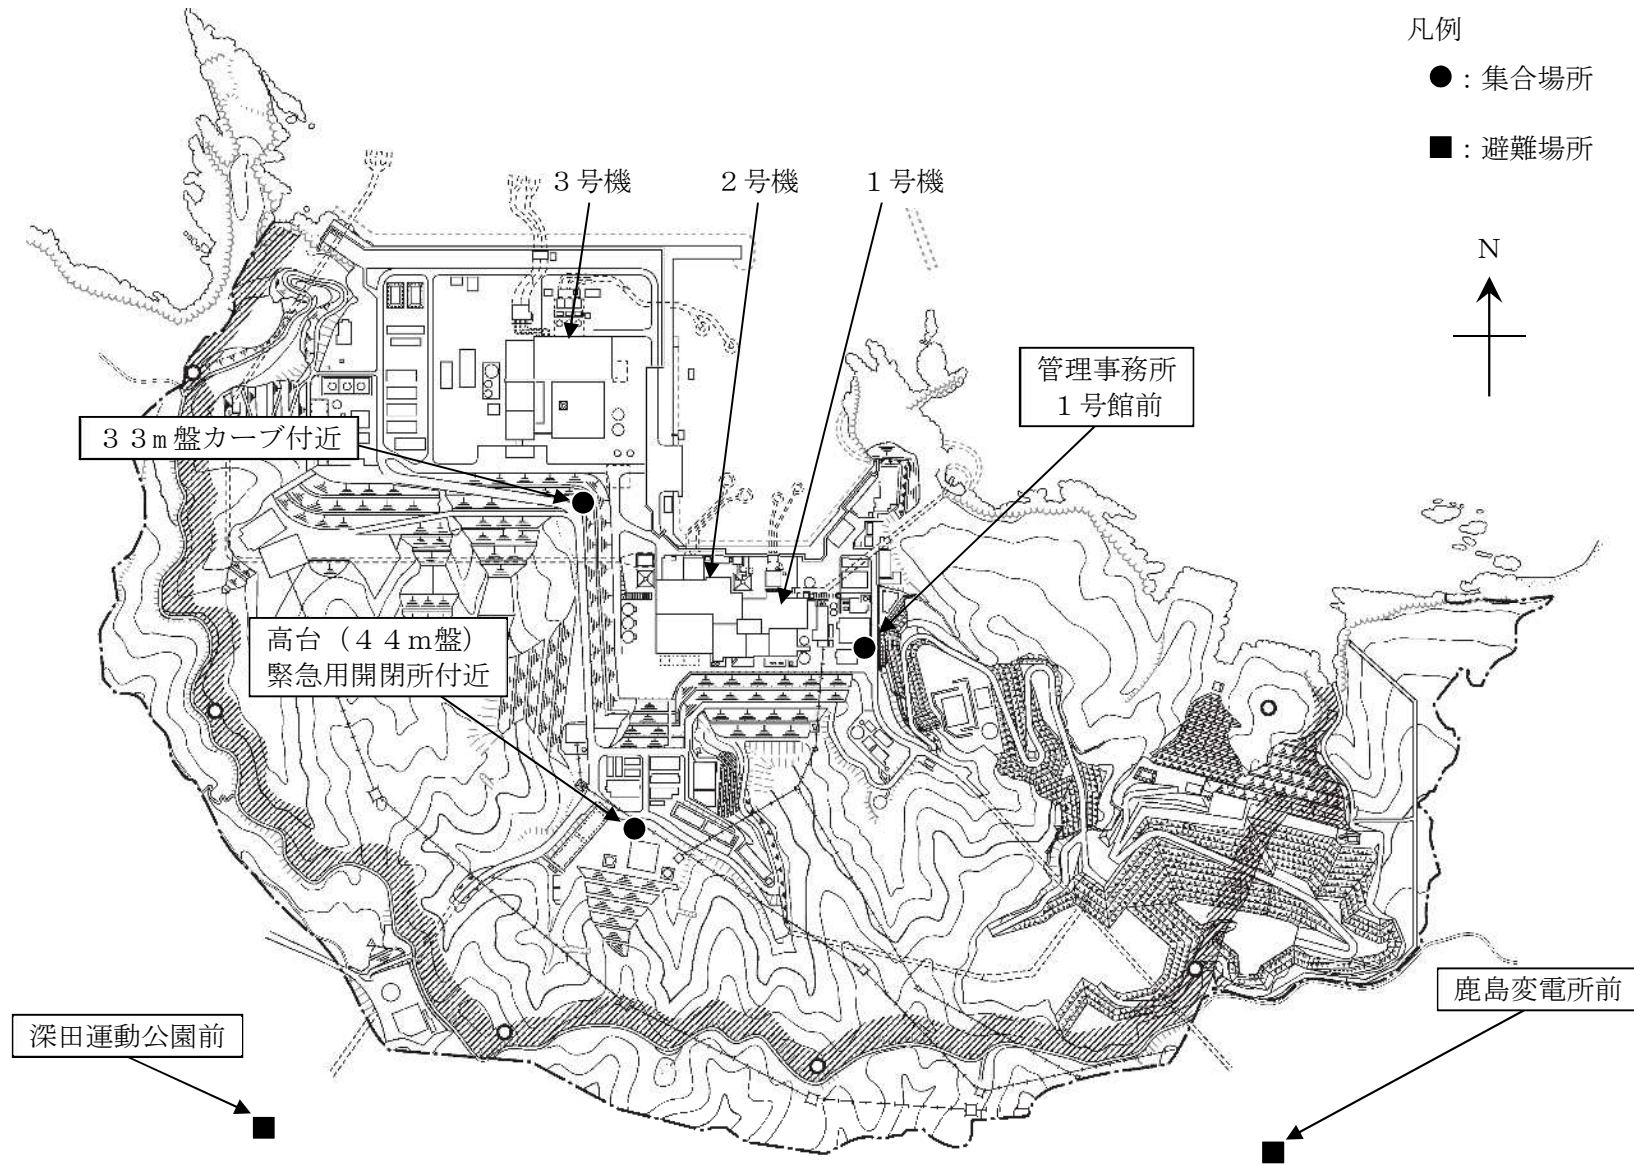 凡例
●：集合場所
■：避難場所
３号機
２号機
１号機
N
管理事務所
１号館前
３３ｍ盤カーブ付近
高台（４４ｍ盤）
緊急用開閉所付近
鹿島変電所前
深田運動公園前